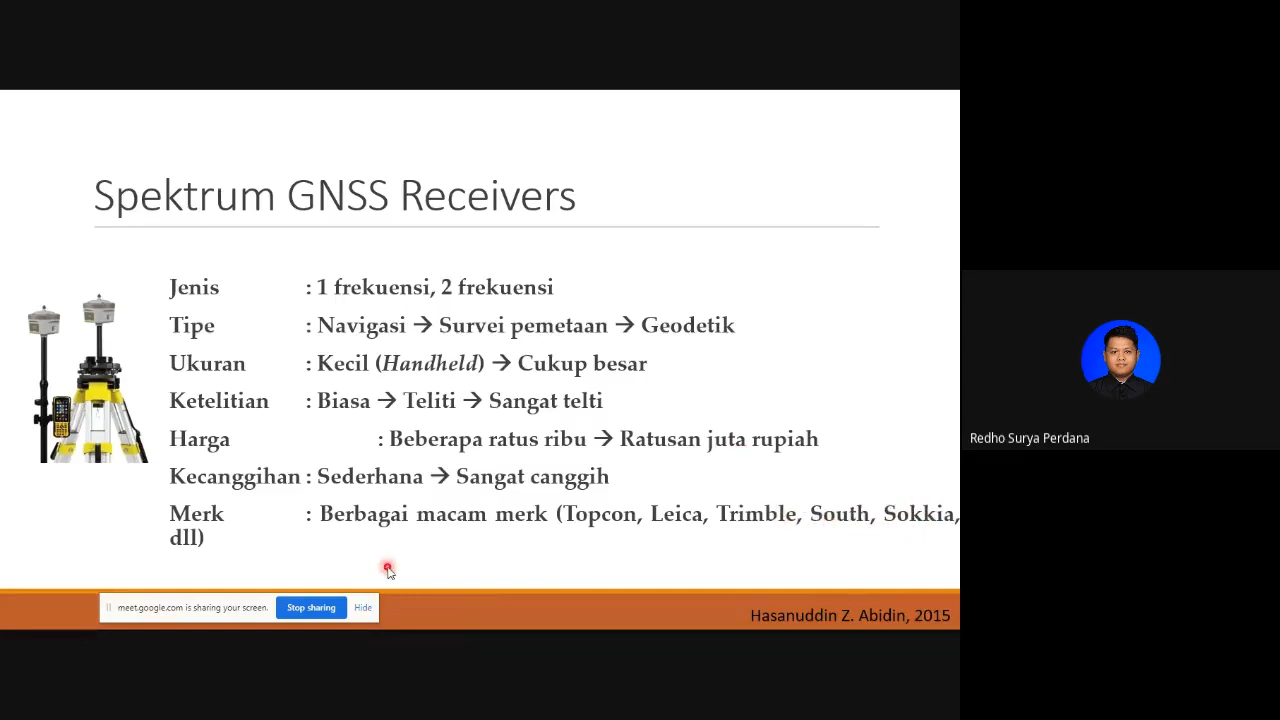 Spektrum GNSS Receivers
Jenis : 1 frekuensi, 2 frekuensi
Tipe : Navigasi → Survei pemetaan → Geodetik
Ukuran : Kecil (Handheld) → Cukup besar
Ketelitian : Biasa → Teliti → Sangat telti
Harga : Beberapa ratus ribu → Ratusan juta rupiah
Kecanggihan : Sederhana → Sangat canggih
Merk : Berbagai macam merk (Topcon, Leica, Trimble, South, Sokkia,
dll)
meet.google.com is sharing your screen. Stop sharing Hide
Hasanuddin Z. Abidin, 2015
Redho Surya Perdana